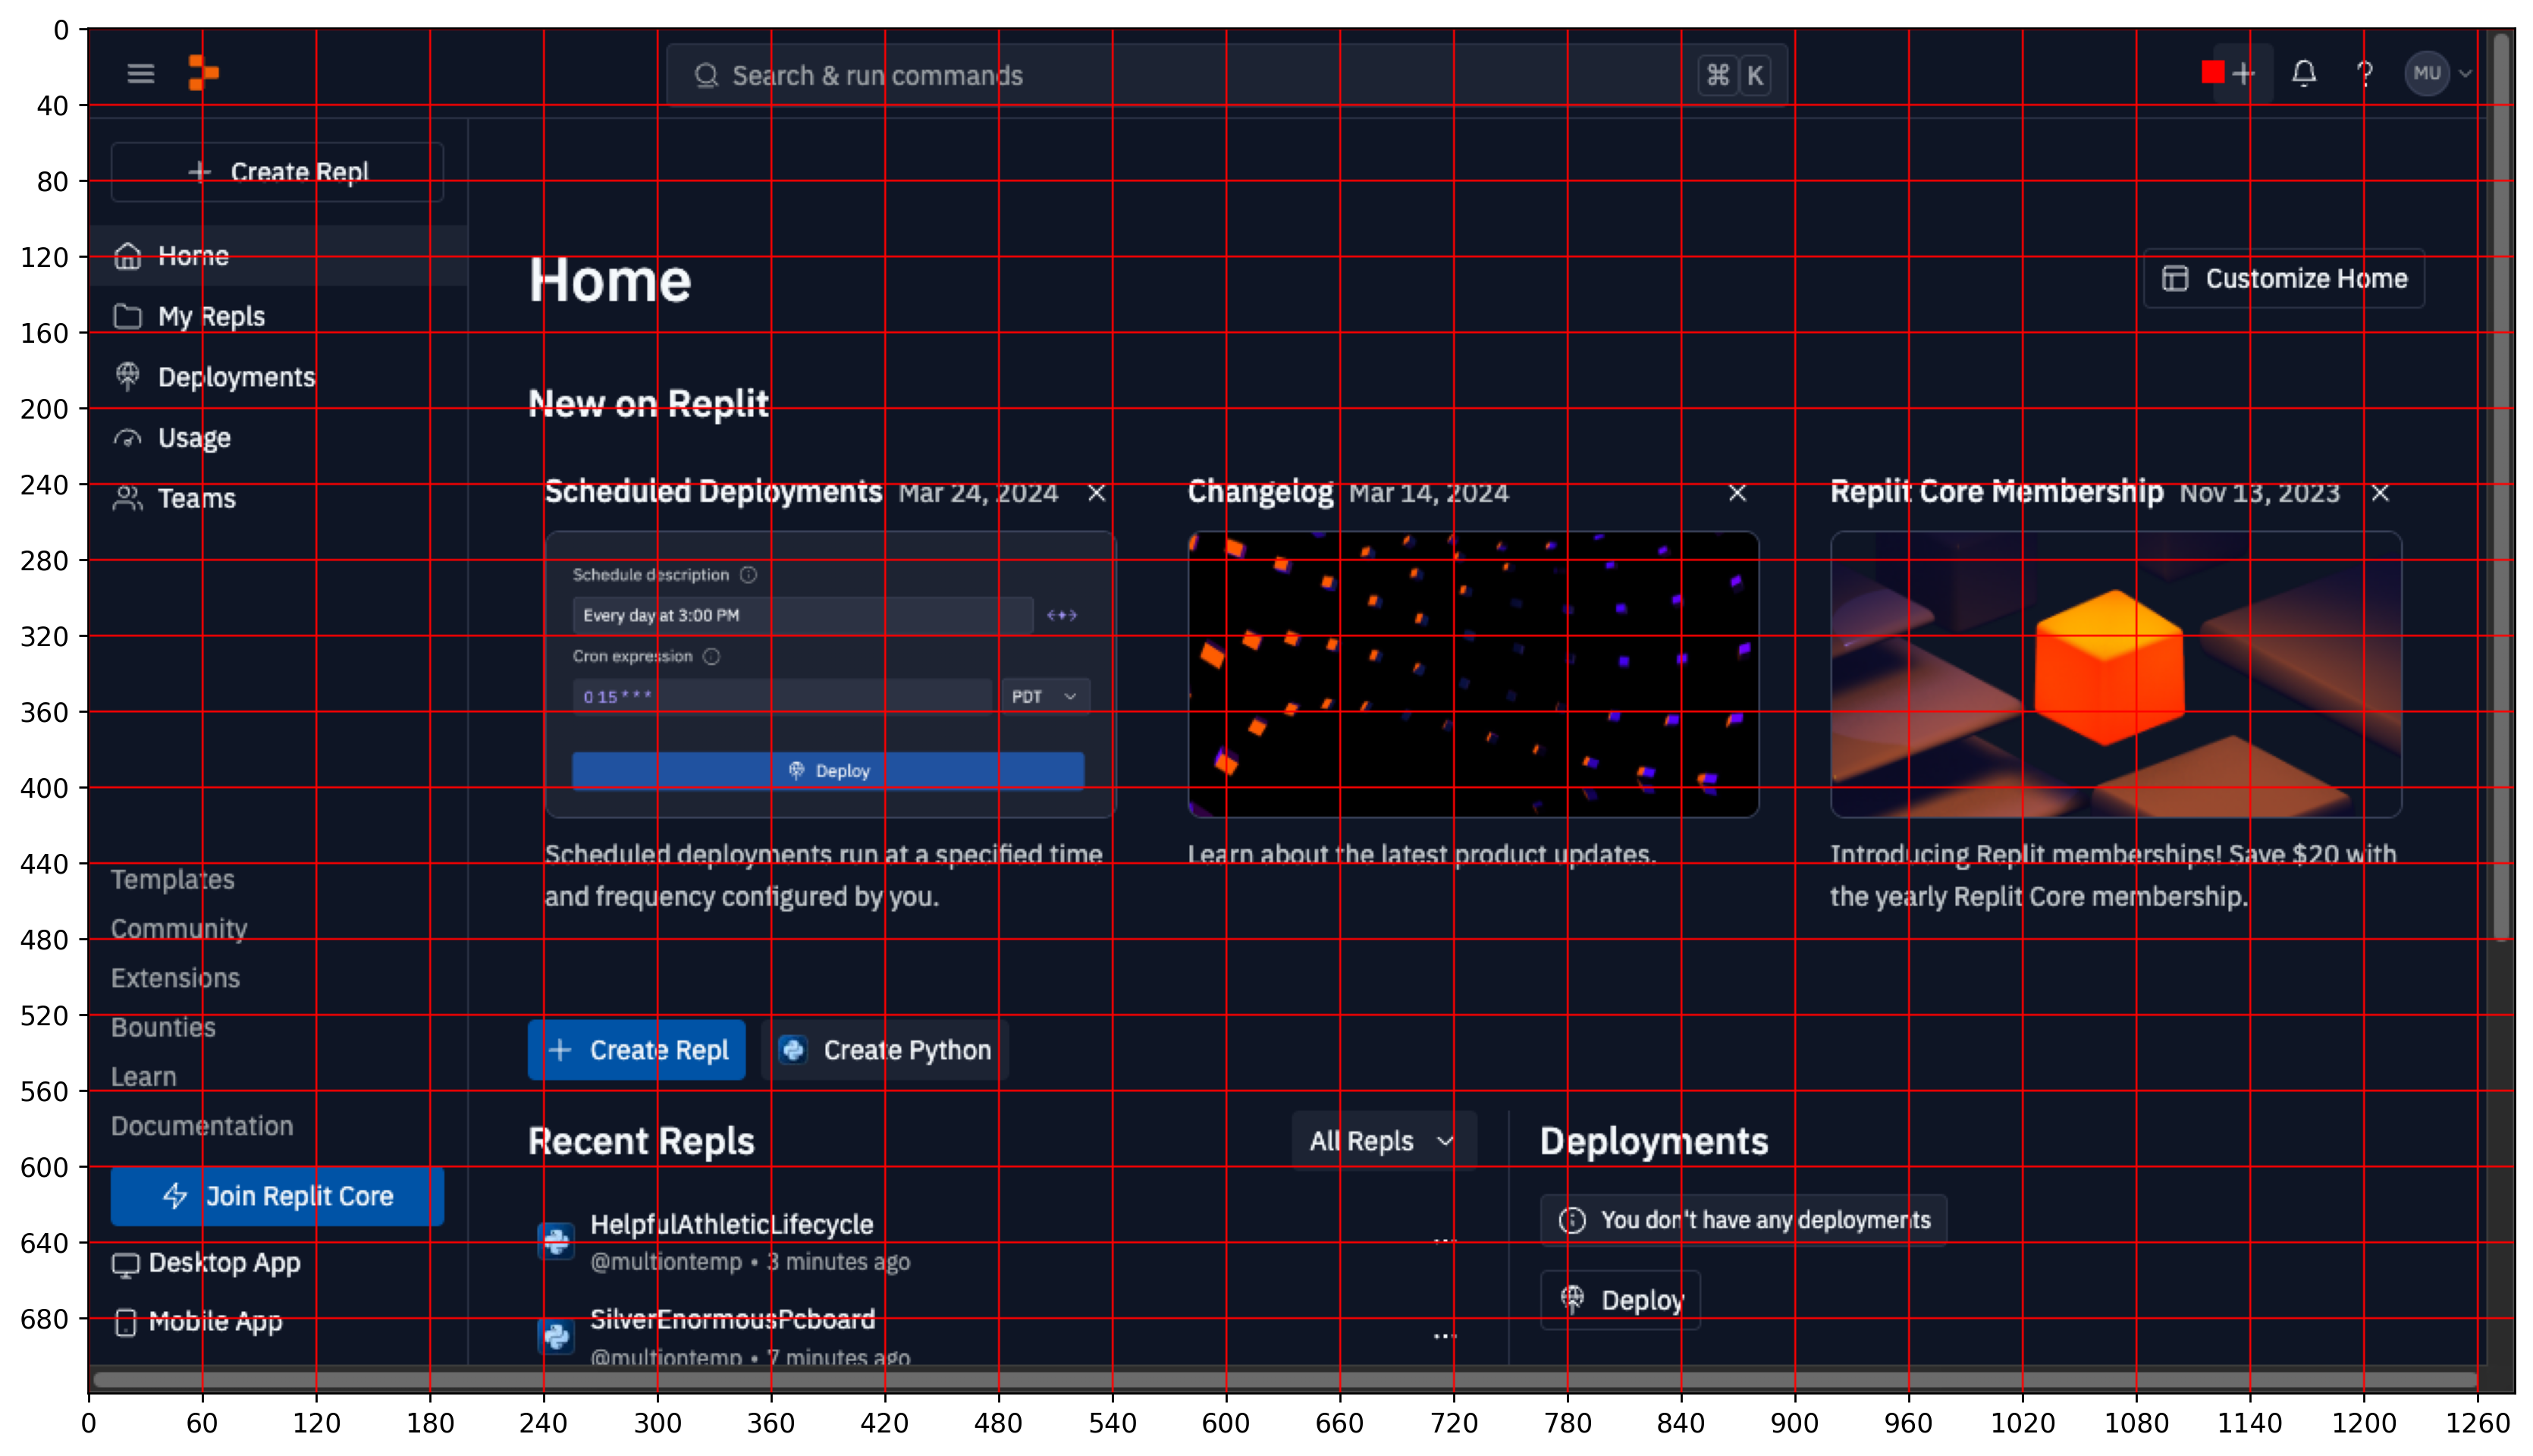 Search & run commands
⌘ K
MU
Create Repl
Home
My Repls
Deployments
Usage
Teams
Templates
Community
Extensions
Bounties
Learn
Documentation
Join Replit Core
Desktop App
Mobile App
Home
Customize Home
New on Replit
Scheduled Deployments Mar 24, 2024
Schedule description
Every day at 3:00 PM
Cron expression
0 15 * * *
PDT
Deploy
Scheduled deployments run at a specified time
and frequency configured by you.
Changelog Mar 14, 2024
Learn about the latest product updates.
Replit Core Membership Nov 13, 2023
Introducing Replit memberships! Save $20 with
the yearly Replit Core membership.
Create Repl
Create Python
Recent Repls
All Repls
HelpfulAthleticLifecycle
@multiontemp • 3 minutes ago
...
SilverEnormousPcboard
@multiontemp • 7 minutes ago
...
Deployments
You don't have any deployments
Deploy
0
40
80
120
160
200
240
280
320
360
400
440
480
520
560
600
640
680
0 60 120 180 240 300 360 420 480 540 600 660 720 780 840 900 960 1020 1080 1140 1200 1260